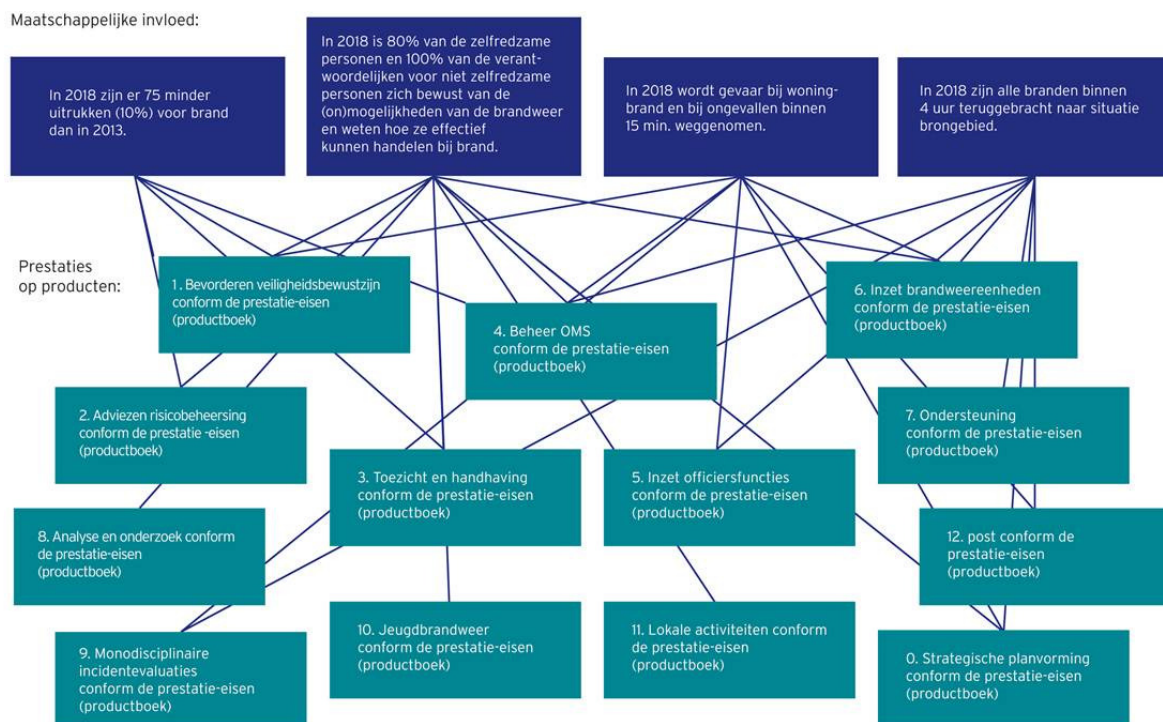 Maatschappelijke invloed:
In 2018 zijn er 75 minder
uitrukken (10%) voor brand
dan in 2013.
In 2018 is 80% van de zelfredzame
personen en 100% van de verant-
woordelijken voor niet zelfredzame
personen zich bewust van de
(on)mogelijkheden van de brandweer
en weten hoe ze effectief
kunnen handelen bij brand.
In 2018 wordt gevaar bij woning-
brand en bij ongevallen binnen
15 min. weggenomen.
In 2018 zijn alle branden binnen
4 uur teruggebracht naar situatie
brongebied.
Prestaties
op producten:
1 . Bevorderen veiligheidsbewustzijn
conform de prestatie-eisen
(productboek)
4. Beheer OMS
conform de prestatie-eisen
(productboek)
6. Inzet brandweereenheden
conform de prestatie-eisen
(productboek)
2. Adviezen risicobeheersing
conform de prestatie -eisen
(productboek)
7. Ondersteuning
conform de prestatie-eisen
(productboek)
3. Toezicht en handhaving
conform de prestatie-eisen
(productboek)
5. Inzet officiersfuncties
conform de prestatie-eisen
(productboek)
8. Analyse en onderzoek conform
de prestatie-eisen
(productboek)
12. post conform de
prestatie-eisen
(productboek)
9. Monodisciplinaire
incidentevaluaties
conform de prestatie-eisen
(productboek)
10. Jeugdbrandweer
conform de prestatie-eisen
(productboek)
11. Lokale activiteiten conform
de prestatie-eisen
(productboek)
0. Strategische planvorming
conform de prestatie-eisen
(productboek)